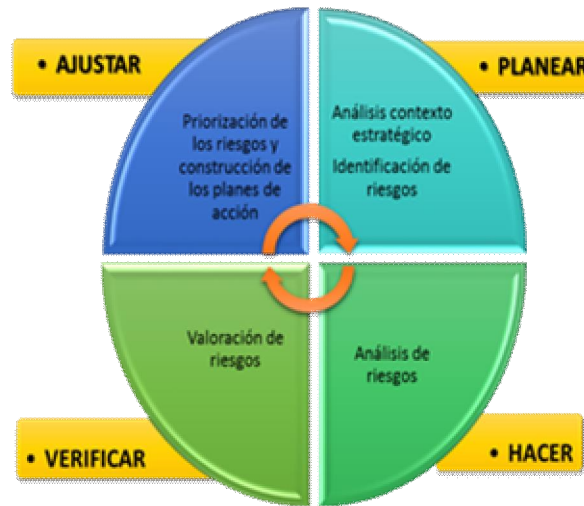 • AJUSTAR
• PLANEAR
Priorización de
los riesgos y
construcción de
los planes de
acción
Análisis contexto
estratégico
Identificación de
riesgos
Valoración de
riesgos
Análisis de
riesgos
• VERIFICAR
• HACER